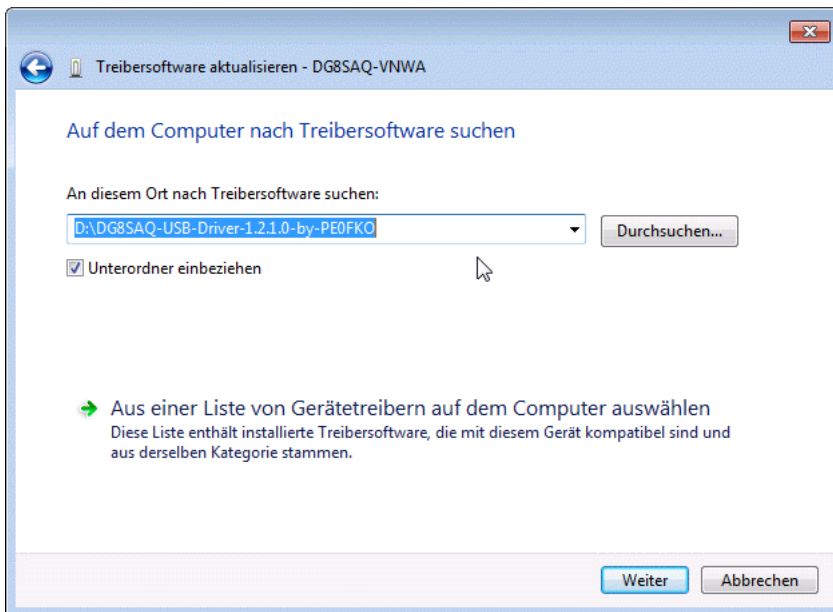 Treibersoftware aktualisieren - DG8SAQ-VNWA
Auf dem Computer nach Treibersoftware suchen
An diesem Ort nach Treibersoftware suchen:
D:\DG8SAQ-USB-Driver-1.2.1.0-by-PE0FKO
Durchsuchen...
Unterordner einbeziehen
Aus einer Liste von Gerätetreibern auf dem Computer auswählen
Diese Liste enthält installierte Treibersoftware, die mit diesem Gerät kompatibel sind und
aus derselben Kategorie stammen.
Weiter
Abbrechen